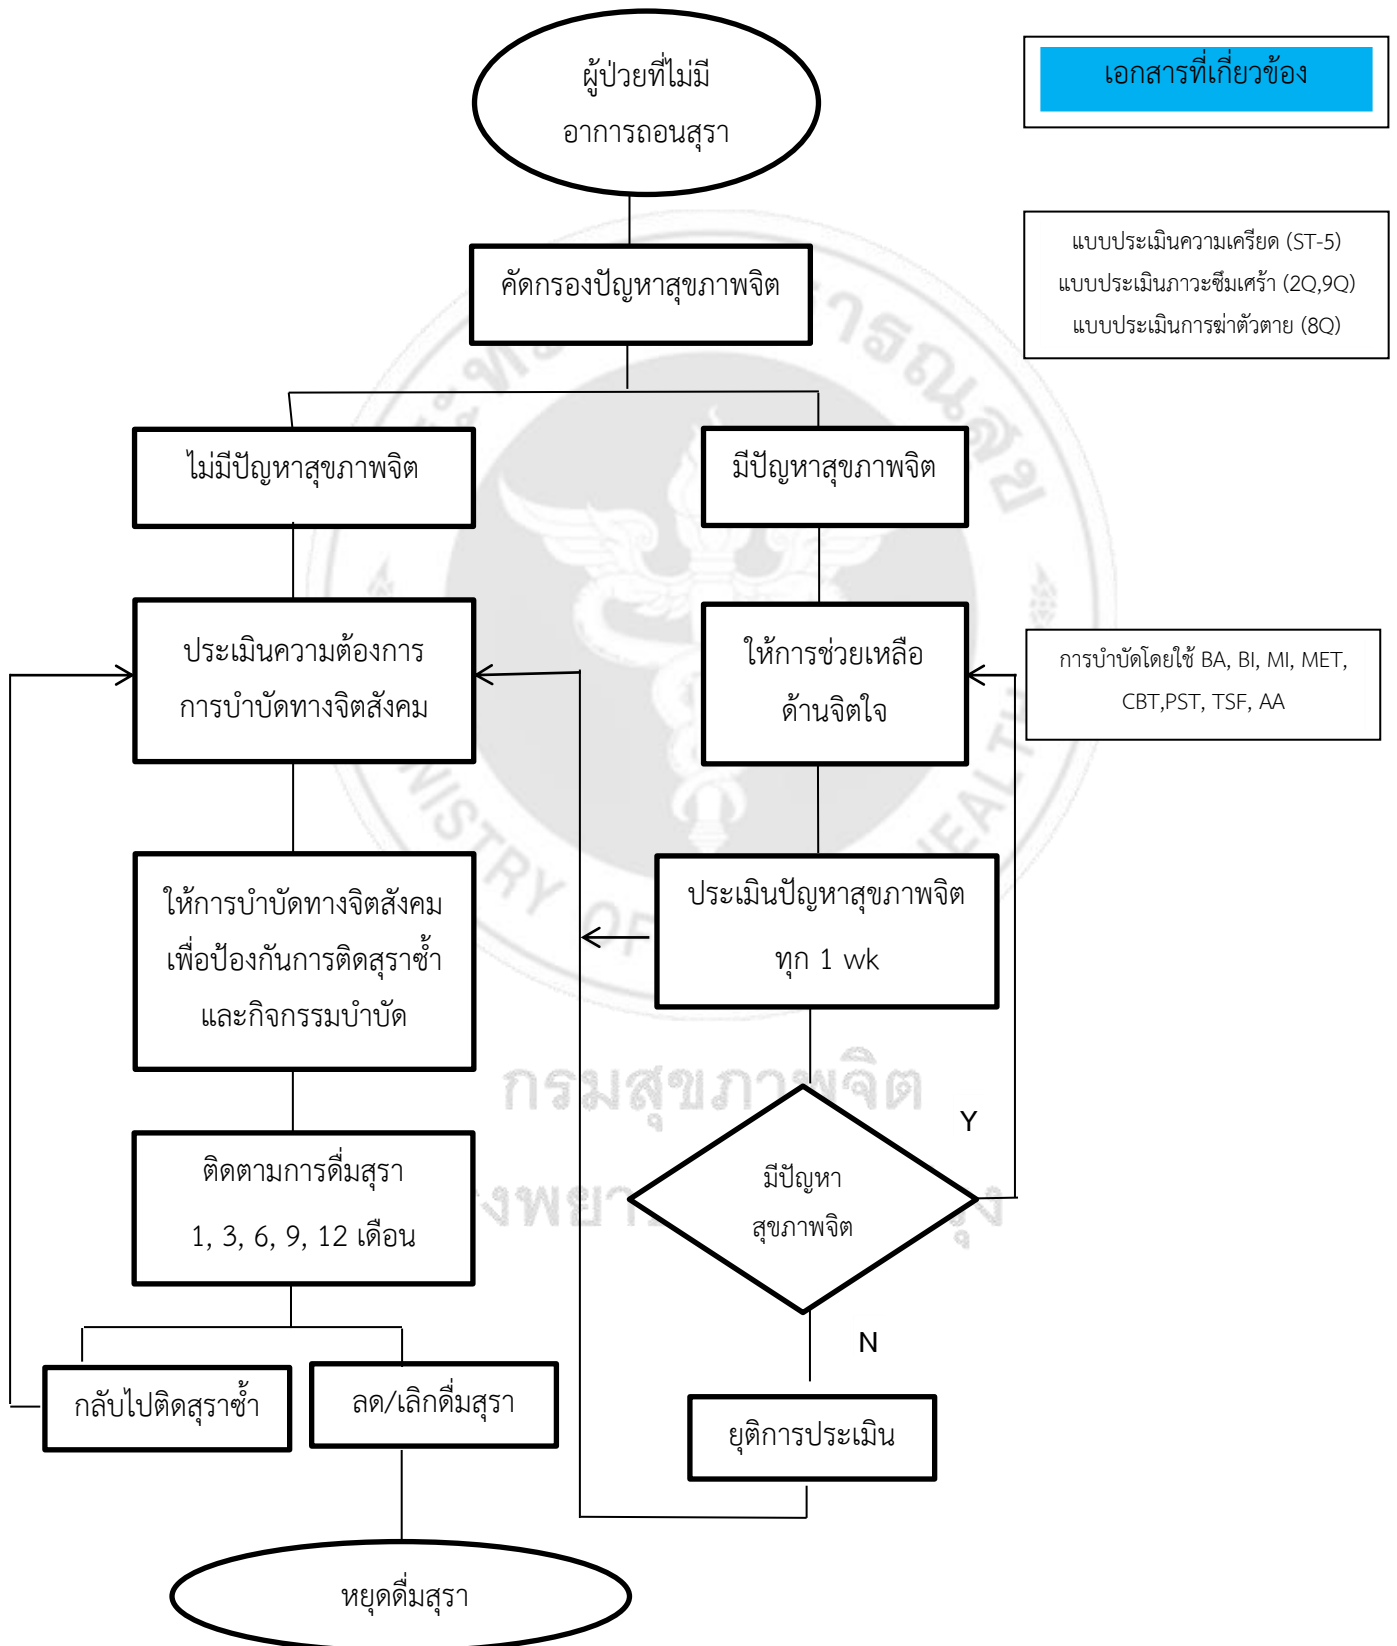 ผู้ป่วยที่ไม่มี
อาการถอนสุรา
เอกสารที่เกี่ยวข้อง
คัดกรองปัญหาสุขภาพจิต
แบบประเมินความเครียด (ST-5)
แบบประเมินภาวะซึมเศร้า (2Q,9Q)
แบบประเมินการฆ่าตัวตาย (8Q)
ไม่มีปัญหาสุขภาพจิต
มีปัญหาสุขภาพจิต
ประเมินความต้องการ
การบำบัดทางจิตสังคม
ให้การช่วยเหลือ
ด้านจิตใจ
การบำบัดโดยใช้ BA, BI, MI, MET,
CBT,PST, TSF, AA
ให้การบำบัดทางจิตสังคม
เพื่อป้องกันการติดสุราซ้ำ
และกิจกรรมบำบัด
ประเมินปัญหาสุขภาพจิต
ทุก 1 wk
กรมสุขภาพจิต
ติดตามการดื่มสุรา
1, 3, 6, 9, 12 เดือน
มีปัญหา
สุขภาพจิต
Y
N
กลับไปติดสุราซ้ำ
ลด/เลิกดื่มสุรา
ยุติการประเมิน
หยุดดื่มสุรา